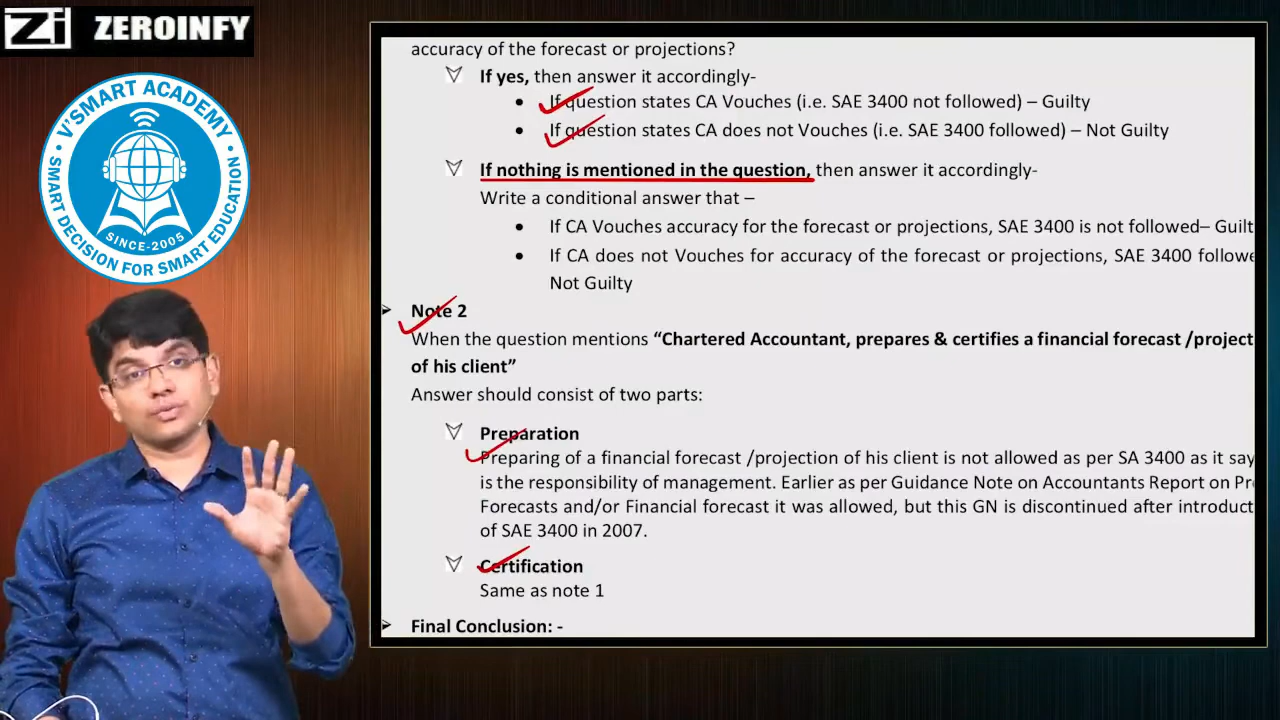 Zi ZEROINFY
V'SMART ACADEMY
SMART DECISION FOR SMART EDUCATION
SINCE-2005
accuracy of the forecast or projections?
If yes, then answer it accordingly-
• If question states CA Vouches (i.e. SAE 3400 not followed) – Guilty
• If question states CA does not Vouches (i.e. SAE 3400 followed) – Not Guilty
If nothing is mentioned in the question, then answer it accordingly-
Write a conditional answer that –
• If CA Vouches accuracy for the forecast or projections, SAE 3400 is not followed– Guilt
• If CA does not Vouches for accuracy of the forecast or projections, SAE 3400 followe
Not Guilty
Note 2
When the question mentions “Chartered Accountant, prepares & certifies a financial forecast /project
of his client”
Answer should consist of two parts:
Preparation
Preparing of a financial forecast /projection of his client is not allowed as per SA 3400 as it say
is the responsibility of management. Earlier as per Guidance Note on Accountants Report on Pr
Forecasts and/or Financial forecast it was allowed, but this GN is discontinued after introduct
of SAE 3400 in 2007.
Certification
Same as note 1
Final Conclusion: -